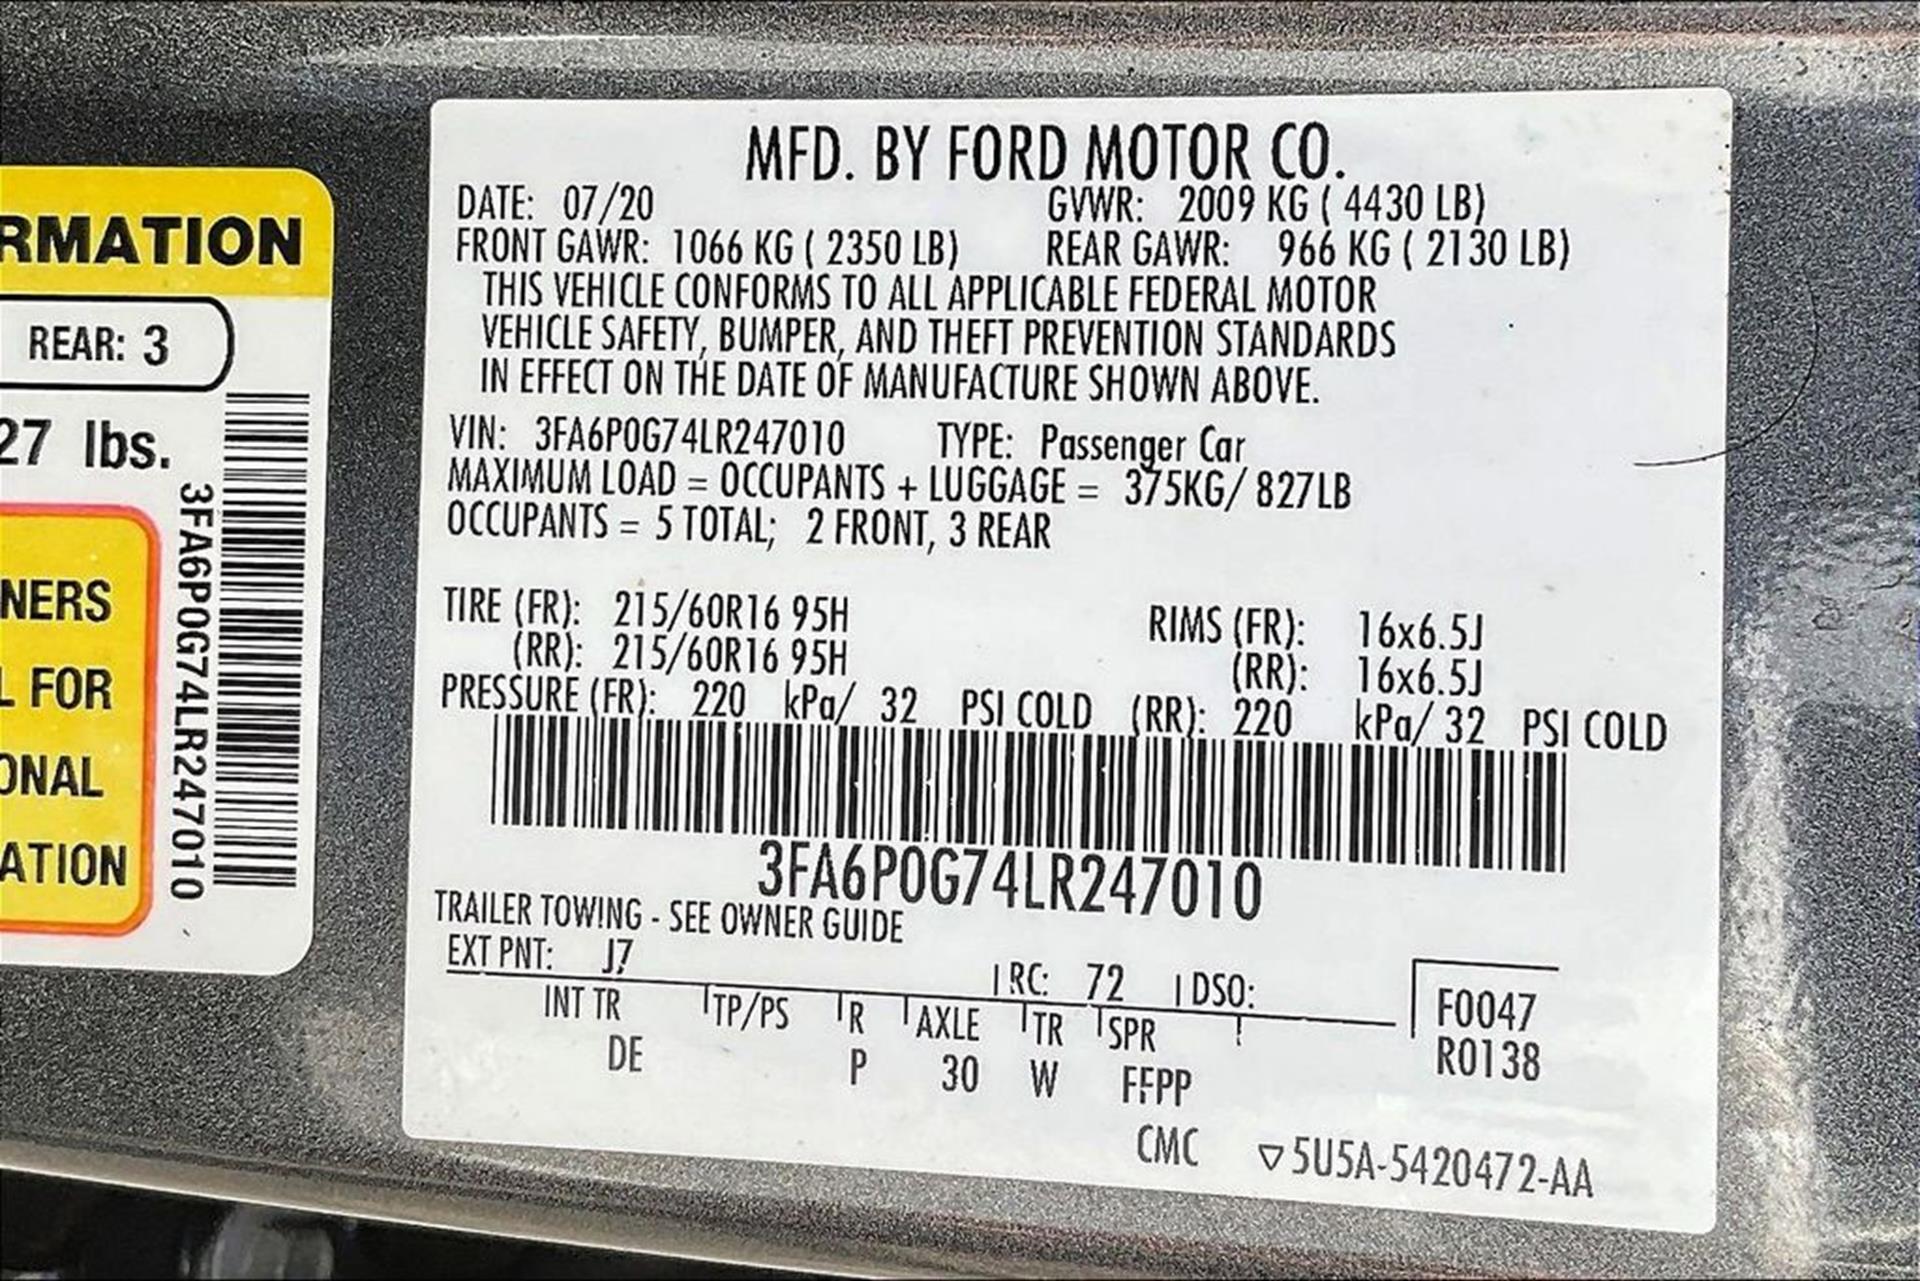 RMATION
REAR: 3
27 lbs.
3FA6P0G74LR247010
NERS
L FOR
ONAL
ATION
MFD. BY FORD MOTOR CO.
DATE: 07/20 GVWR: 2009 KG ( 4430 LB)
FRONT GAWR: 1066 KG ( 2350 LB) REAR GAWR: 966 KG ( 2130 LB)
THIS VEHICLE CONFORMS TO ALL APPLICABLE FEDERAL MOTOR
VEHICLE SAFETY, BUMPER, AND THEFT PREVENTION STANDARDS
IN EFFECT ON THE DATE OF MANUFACTURE SHOWN ABOVE.
VIN: 3FA6P0G74LR247010 TYPE: Passenger Car
MAXIMUM LOAD = OCCUPANTS + LUGGAGE = 375KG/ 827LB
OCCUPANTS = 5 TOTAL; 2 FRONT, 3 REAR
TIRE (FR): 215/60R16 95H RIMS (FR): 16x6.5J
(RR): 215/60R16 95H (RR): 16x6.5J
PRESSURE (FR): 220 kPa/ 32 PSI COLD (RR): 220 kPa/ 32 PSI COLD
3FA6P0G74LR247010
TRAILER TOWING - SEE OWNER GUIDE
EXT PNT: J7 RC: 72 DSO:
INT TR TP/PS R AXLE TR SPR
DE P 30 W FFPP
F0047
R0138
CMC ▽5U5A-5420472-AA